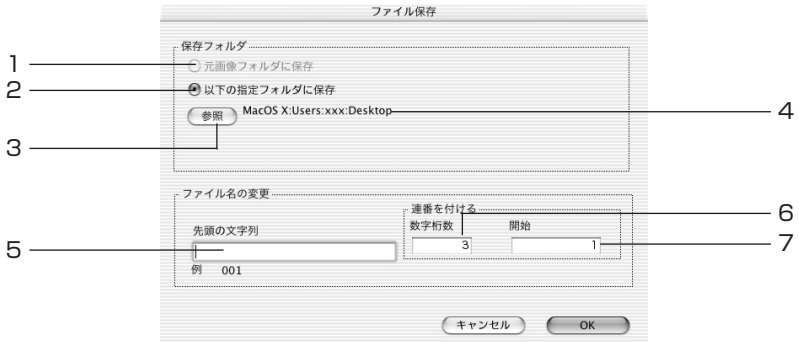 ファイル保存
保存フォルダ
1 元画像フォルダに保存
2 以下の指定フォルダに保存
参照 MacOS X:Users:xxx:Desktop 4
3
ファイル名の変更
連番を付ける 6
先頭の文字列 数字桁数 開始
5 3 1 7
例 001
キャンセル OK